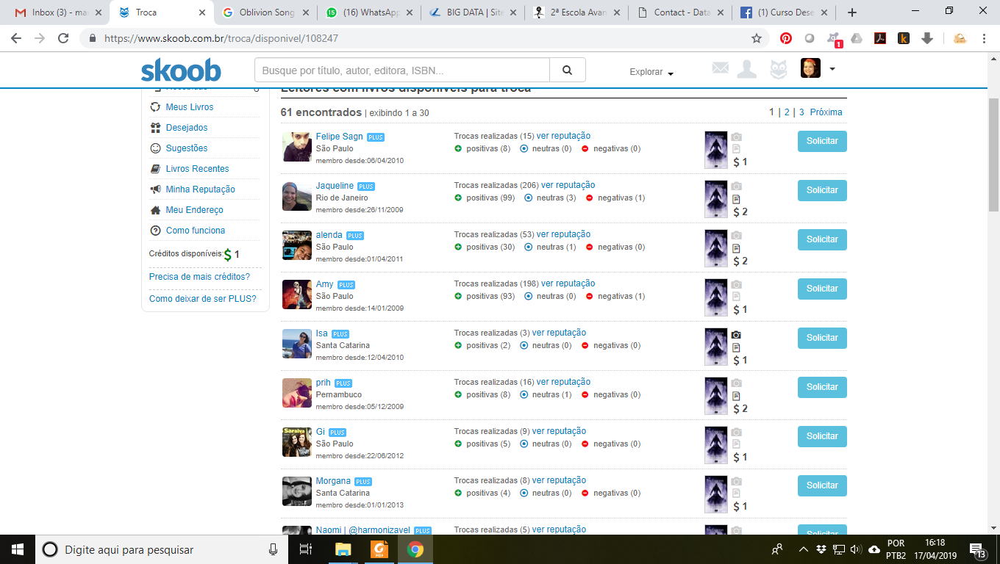 Inbox (3) - ma
Troca
Oblivion Song
(16) WhatsApp
BIG DATA | Site
2ª Escola Avan
Contact - Data
(1) Curso Dese
https://www.skoob.com.br/troca/disponivel/108247
1
skoob
Busque por título, autor, editora, ISBN...
Explorar
Leitores com livros disponíveis para troca
Meus Livros
Desejados
Sugestões
Livros Recentes
Minha Reputação
Meu Endereço
Como funciona
Créditos disponíveis:$ 1
Precisa de mais créditos?
Como deixar de ser PLUS?
61 encontrados | exibindo 1 a 30
1 | 2 | 3 Próxima
Felipe Sagn PLUS
São Paulo
membro desde:06/04/2010
Trocas realizadas (15) ver reputação
positivas (8) neutras (0) negativas (0)
$ 1
Solicitar
Jaqueline PLUS
Rio de Janeiro
membro desde:26/11/2009
Trocas realizadas (206) ver reputação
positivas (99) neutras (3) negativas (1)
$ 2
Solicitar
alenda PLUS
São Paulo
membro desde:01/04/2011
Trocas realizadas (53) ver reputação
positivas (30) neutras (1) negativas (0)
$ 2
Solicitar
Amy PLUS
São Paulo
membro desde:14/01/2009
Trocas realizadas (198) ver reputação
positivas (93) neutras (0) negativas (1)
$ 1
Solicitar
Isa PLUS
Santa Catarina
membro desde:12/04/2010
Trocas realizadas (3) ver reputação
positivas (2) neutras (0) negativas (0)
$ 1
Solicitar
prih PLUS
Pernambuco
membro desde:05/12/2009
Trocas realizadas (16) ver reputação
positivas (8) neutras (1) negativas (0)
$ 2
Solicitar
Saraiva
Gi PLUS
São Paulo
membro desde:22/06/2012
Trocas realizadas (9) ver reputação
positivas (5) neutras (0) negativas (0)
$ 1
Solicitar
Morgana PLUS
Santa Catarina
membro desde:01/01/2013
Trocas realizadas (8) ver reputação
positivas (4) neutras (0) negativas (0)
$ 1
Solicitar
Naomi | @harmonizavel PLUS
Trocas realizadas (5) ver reputação
Solicitar
Digite aqui para pesquisar
POR
PTB2
16:18
17/04/2019
13